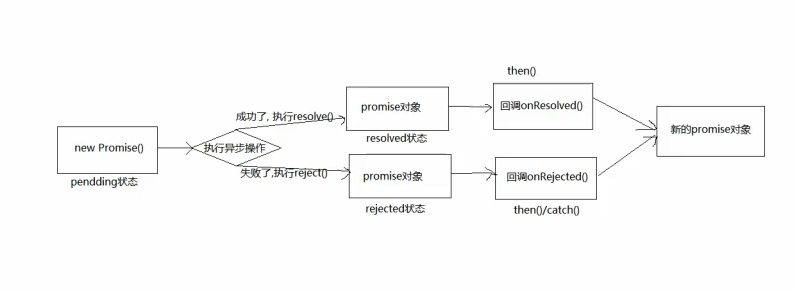 new Promise()
pendding状态
执行异步操作
成功了, 执行resolve()
promise对象
resolved状态
then()
回调onResolved()
失败了,执行reject()
promise对象
rejected状态
回调onRejected()
then()/catch()
新的promise对象